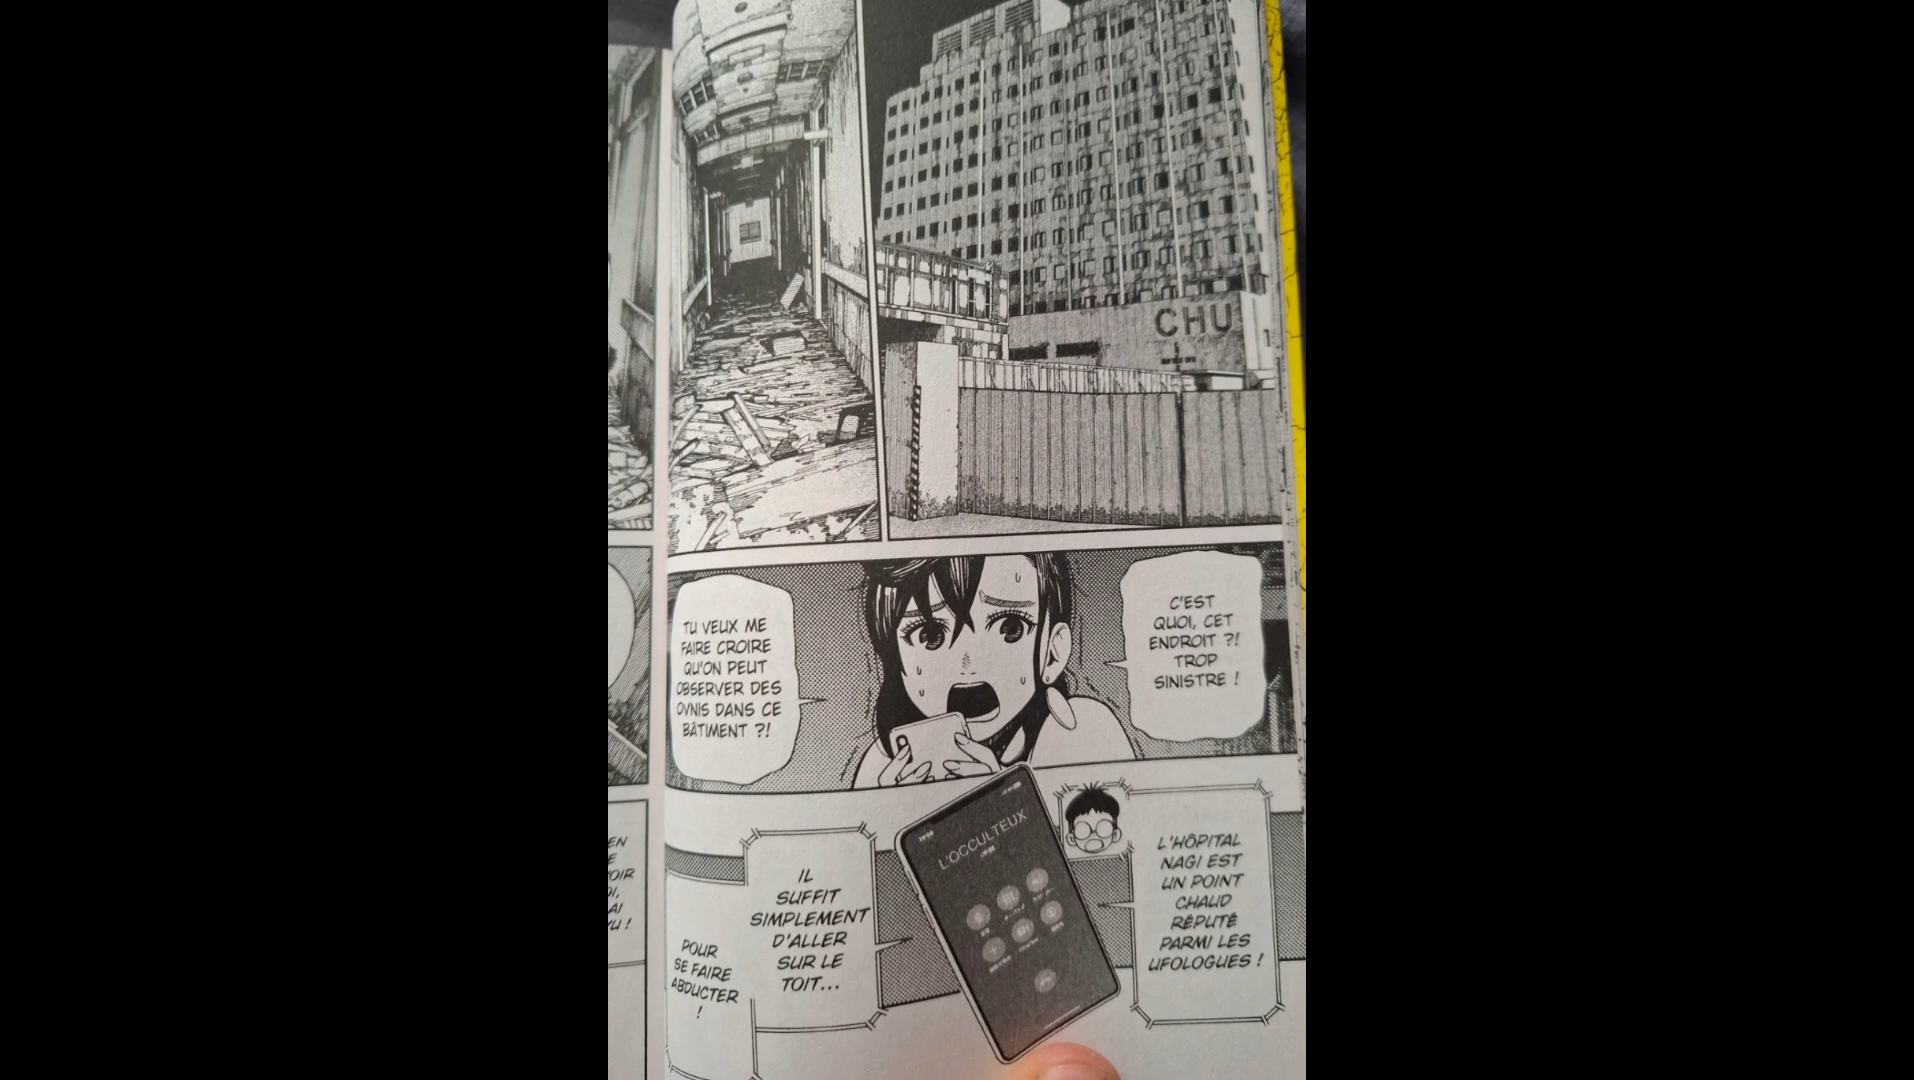 CHU
C'EST
QUOI, CET
ENDROIT ?!
TROP
SINISTRE !
TU VEUX ME
FAIRE CROIRE
QU'ON PEUT
OBSERVER DES
OVNIS DANS CE
BÂTIMENT ?!
L'HÔPITAL
NAGI EST
UN POINT
CHAUD
RÉPUTÉ
PARMI LES
UFOLOGUES !
L'OCCULTEUX
IL
SUFFIT
SIMPLEMENT
D'ALLER
SUR LE
TOIT...
POUR
SE FAIRE
ABDUCTER
!